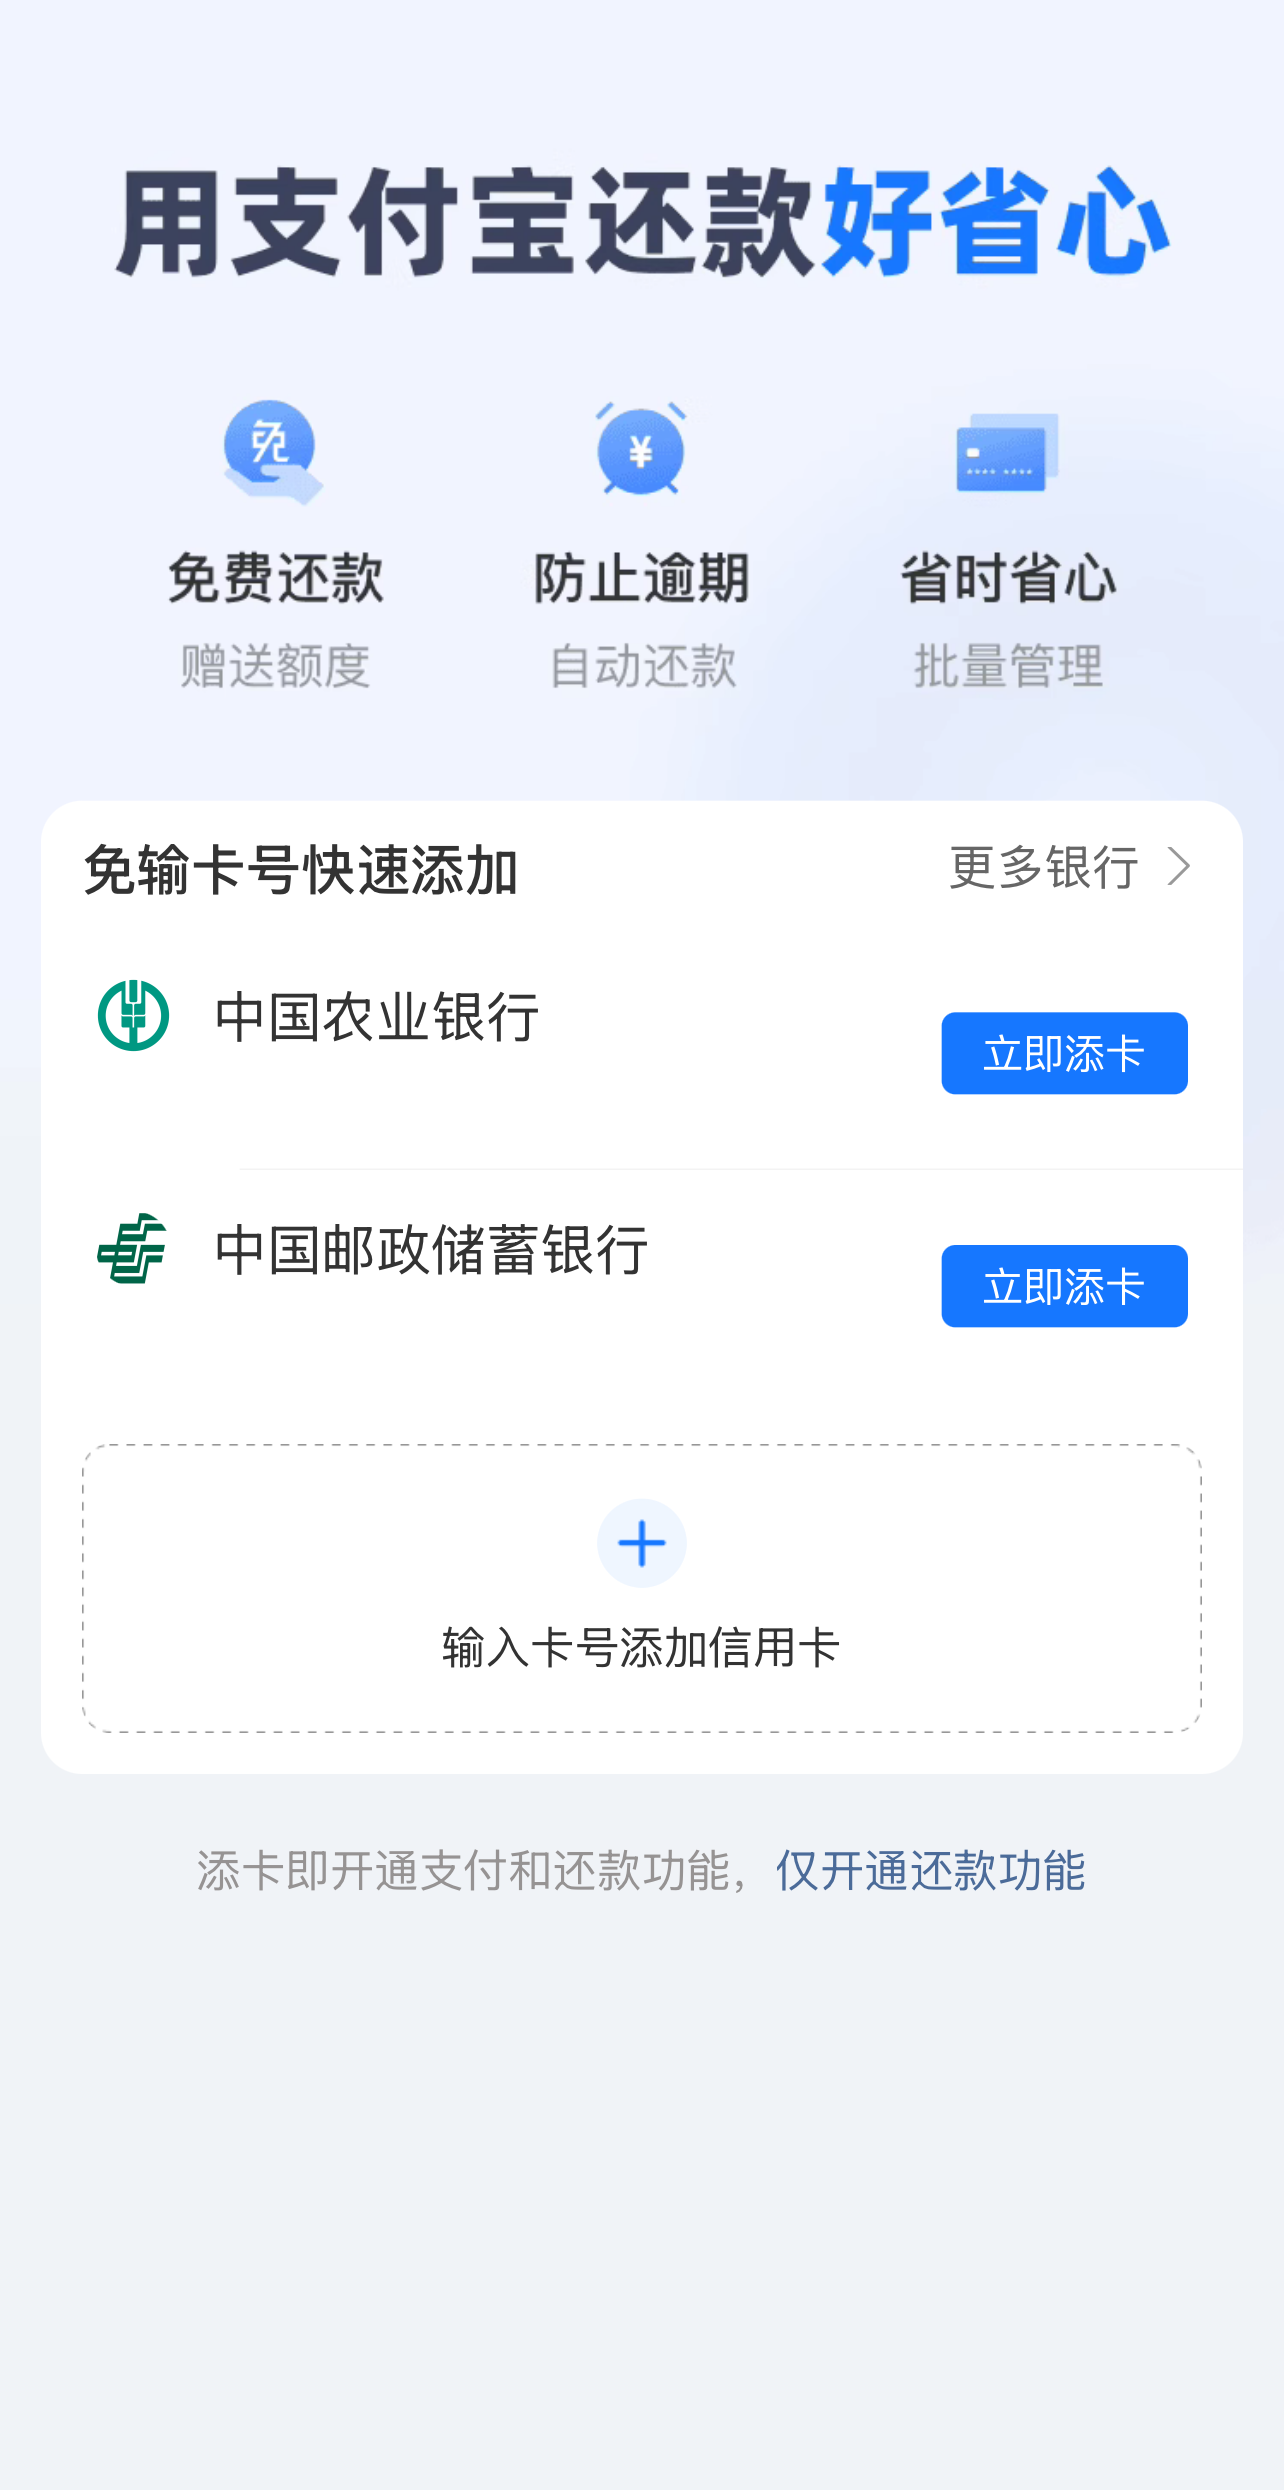 用支付宝还款好省心
免
¥
免费还款
防止逾期
省时省心
赠送额度
自动还款
批量管理
免输卡号快速添加
更多银行
中国农业银行
立即添卡
中国邮政储蓄银行
立即添卡
输入卡号添加信用卡
添卡即开通支付和还款功能，仅开通还款功能